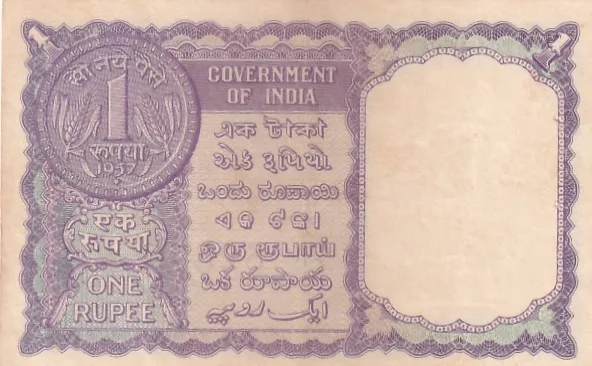 1
1
सौ नये पैसे
1
रूपया
1957
GOVERNMENT
OF INDIA
এক টাকা
એક રૂપિયો
ಒಂದು ರೂಪಾಯಿ
ଏକ ଟଙ୍କା
ஒரு ரூபாய்
ఒక రూపాయ
ایک روپیہ
एक
रूपया
ONE
RUPEE